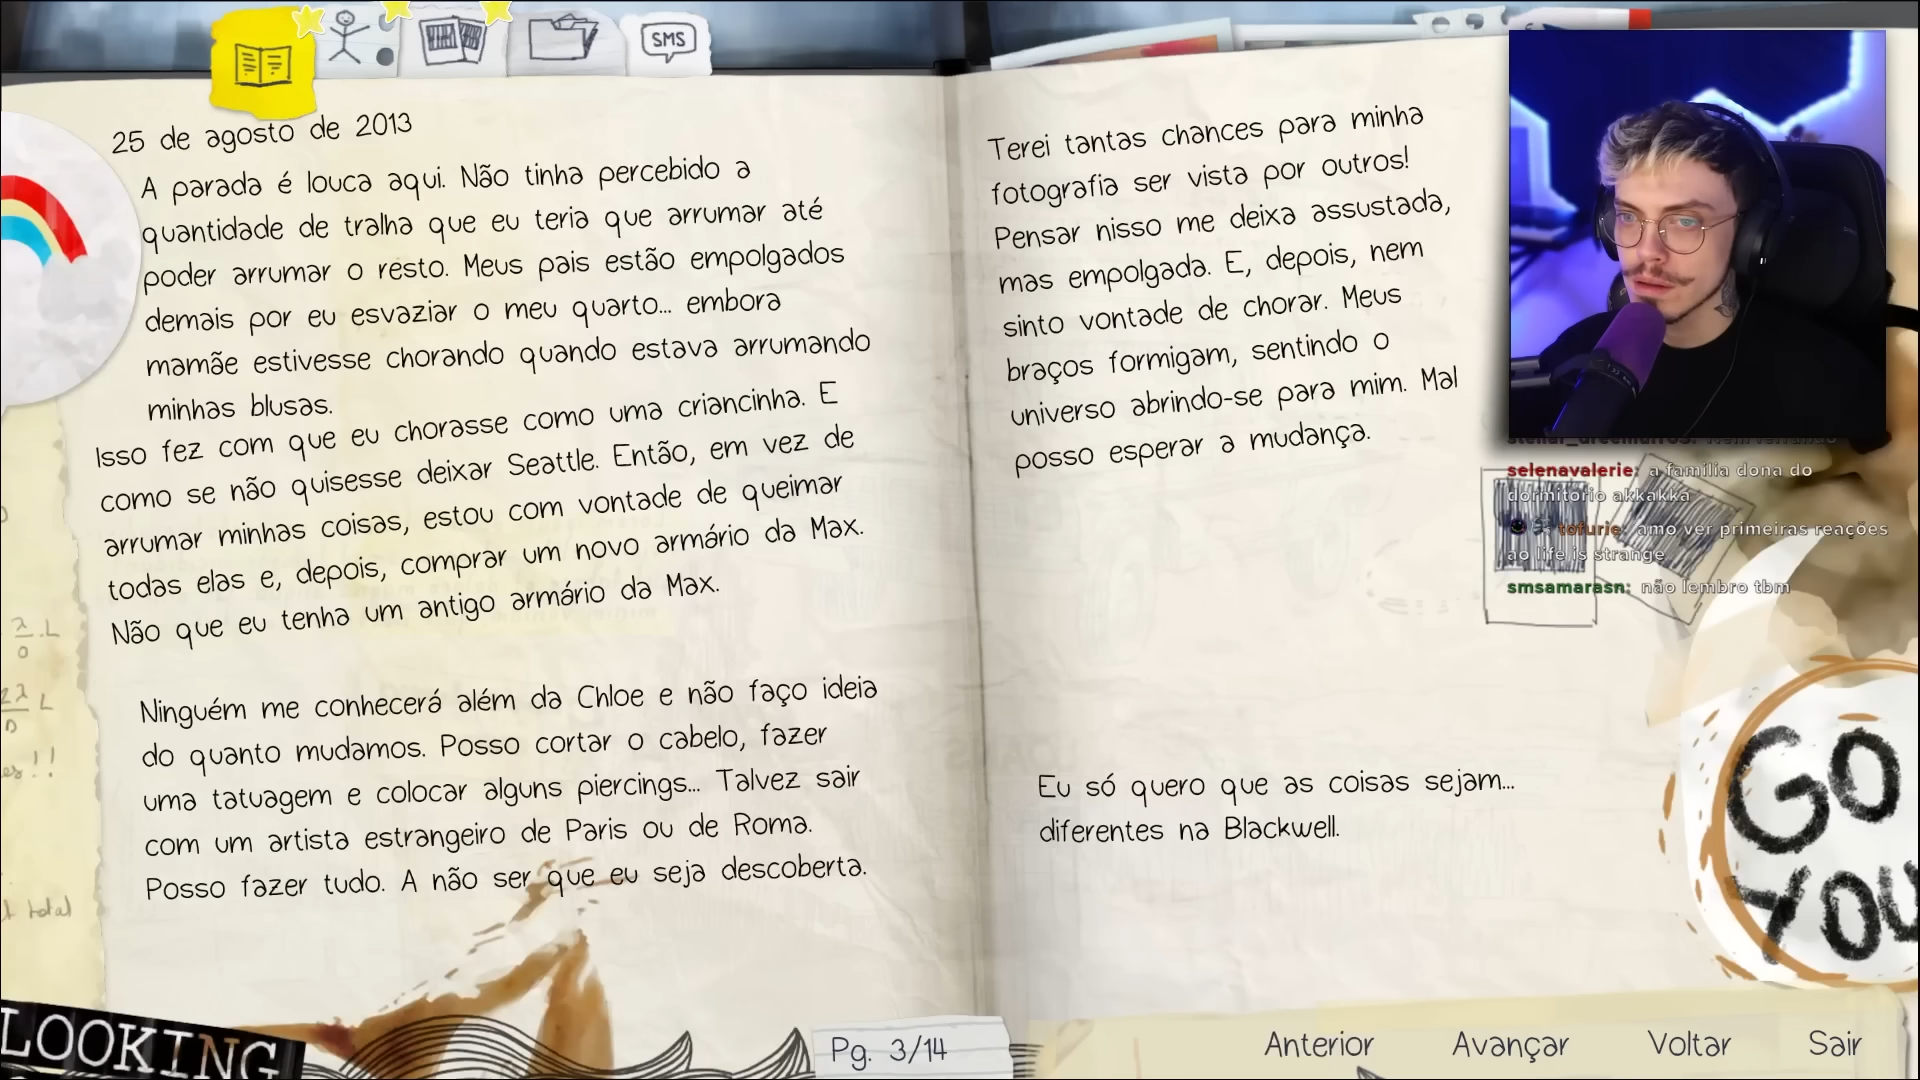 SMS
25 de agosto de 2013
A parada é louca aqui. Não tinha percebido a
quantidade de tralha que eu teria que arrumar até
poder arrumar o resto. Meus pais estão empolgados
demais por eu esvaziar o meu quarto... embora
mamãe estivesse chorando quando estava arrumando
minhas blusas.
Isso fez com que eu chorasse como uma criancinha. E
como se não quisesse deixar Seattle. Então, em vez de
arrumar minhas coisas, estou com vontade de queimar
todas elas e, depois, comprar um novo armário da Max.
Não que eu tenha um antigo armário da Max.
Ninguém me conhecerá além da Chloe e não faço ideia
do quanto mudamos. Posso cortar o cabelo, fazer
uma tatuagem e colocar alguns piercings... Talvez sair
com um artista estrangeiro de Paris ou de Roma.
Posso fazer tudo. A não ser que eu seja descoberta.
Terei tantas chances para minha
fotografia ser vista por outros!
Pensar nisso me deixa assustada,
mas empolgada. E, depois, nem
sinto vontade de chorar. Meus
braços formigam, sentindo o
universo abrindo-se para mim. Mal
posso esperar a mudança.
Eu só quero que as coisas sejam...
diferentes na Blackwell.
selenavalerie: a família dona do
dormitorio akkakka
tofurie: amo ver primeiras reações
ao life is strange
smsamarasn: não lembro tbm
GO
YOU
LOOKING
Pg. 3/14
Anterior Avançar Voltar Sair